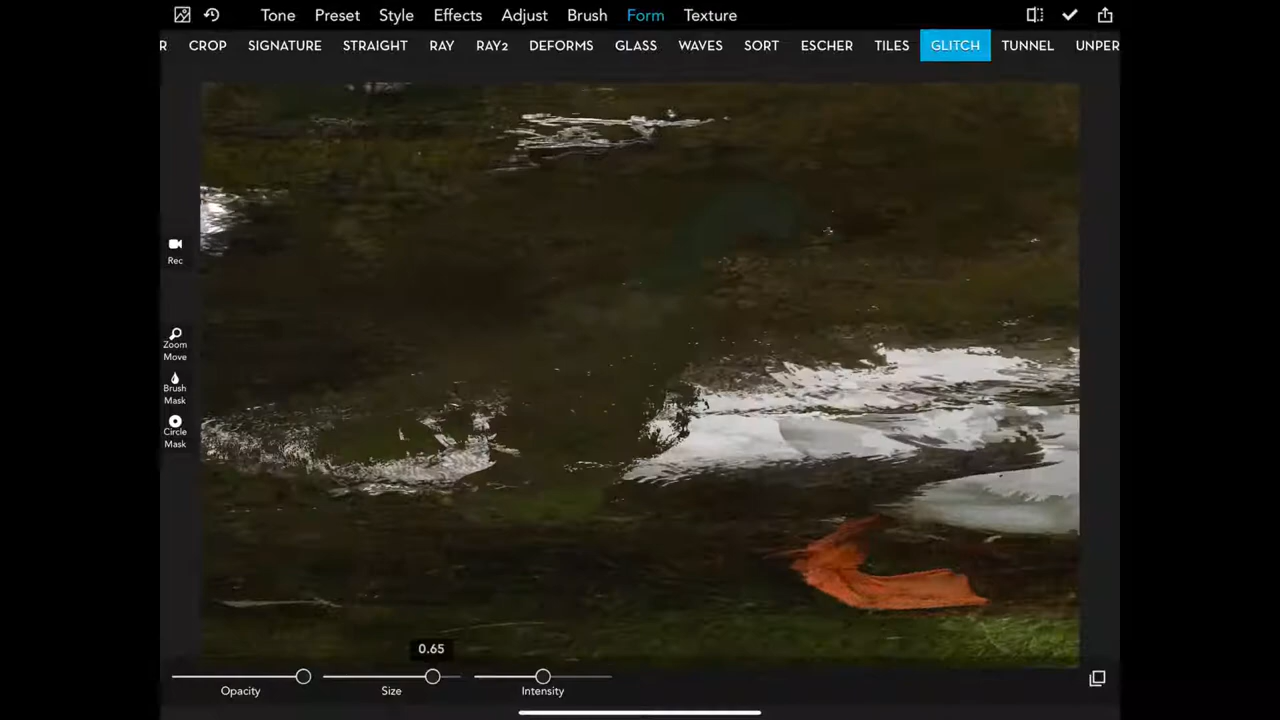 Tone Preset Style Effects Adjust Brush Form Texture
R CROP SIGNATURE STRAIGHT RAY RAY2 DEFORMS GLASS WAVES SORT ESCHER TILES GLITCH TUNNEL UNPER
Rec
Zoom
Move
Brush
Mask
Circle
Mask
0.65
Opacity Size Intensity